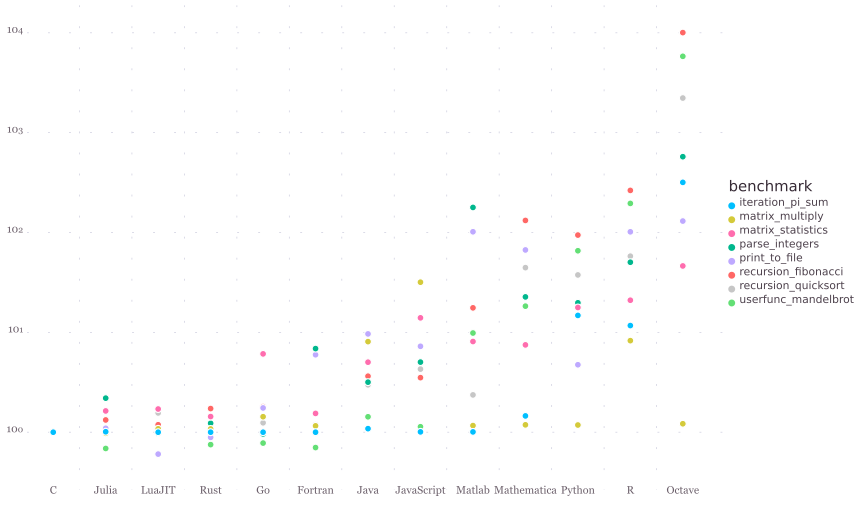 10⁴
10³
10²
10¹
10⁰
C Julia LuaJIT Rust Go Fortran Java JavaScript Matlab Mathematica Python R Octave
benchmark
iteration_pi_sum
matrix_multiply
matrix_statistics
parse_integers
print_to_file
recursion_fibonacci
recursion_quicksort
userfunc_mandelbrot